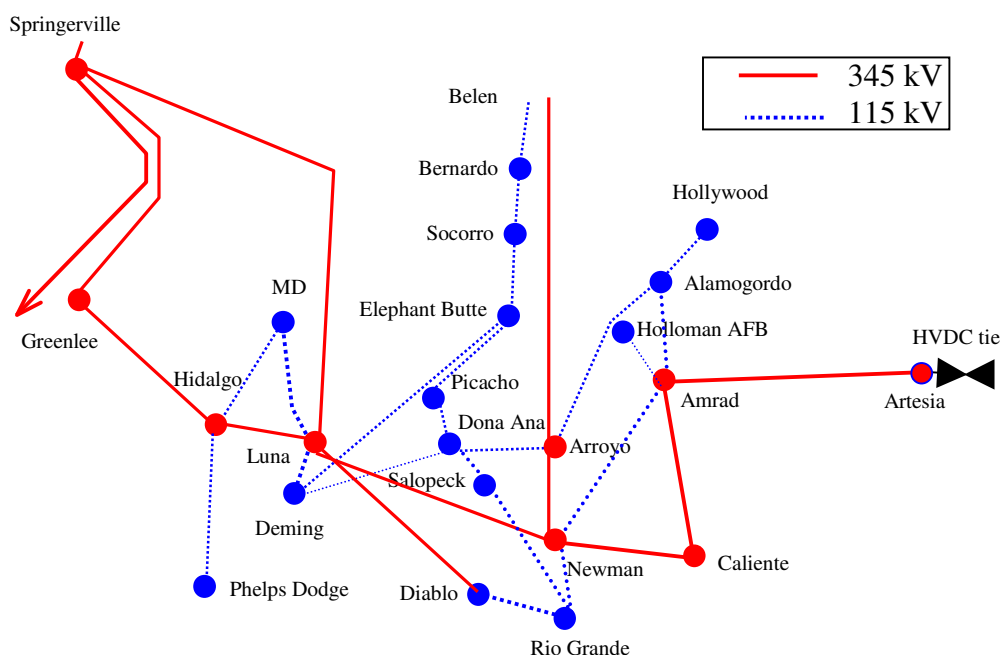 Springerville
345 kV
115 kV
Belen
Bernardo
Hollywood
Socorro
Alamogordo
MD
Elephant Butte
Holloman AFB
Greenlee
HVDC tie
Hidalgo
Picacho
Amrad
Artesia
Dona Ana
Luna
Arroyo
Salopeck
Deming
Caliente
Newman
Phelps Dodge
Diablo
Rio Grande